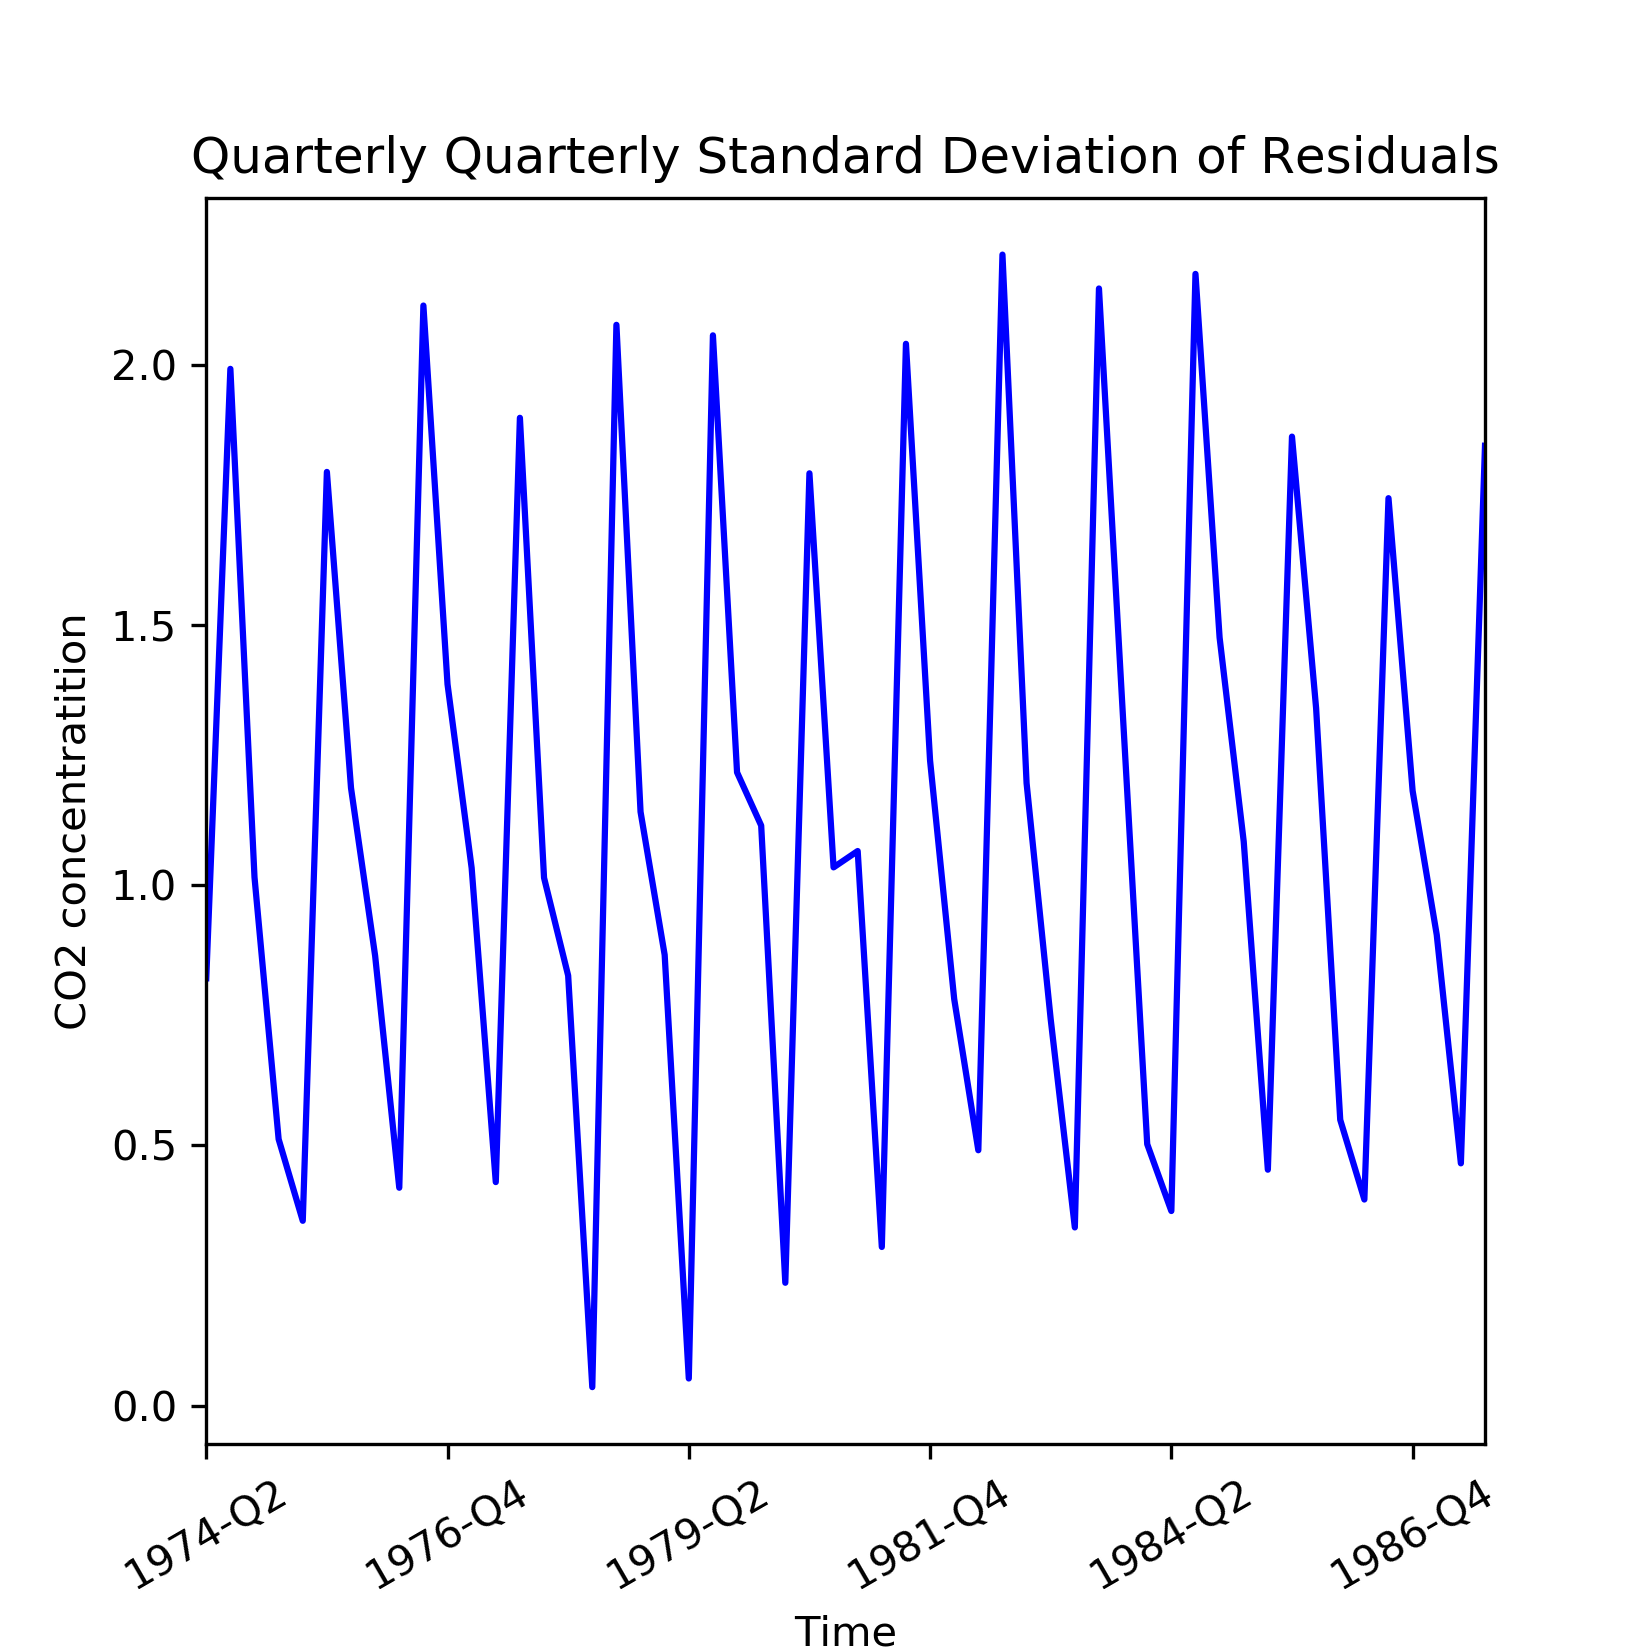 Quarterly Quarterly Standard Deviation of Residuals
CO2 concentratition
2.0
1.5
1.0
0.5
0.0
1974-Q2
1976-Q4
1979-Q2
1981-Q4
1984-Q2
1986-Q4
Time